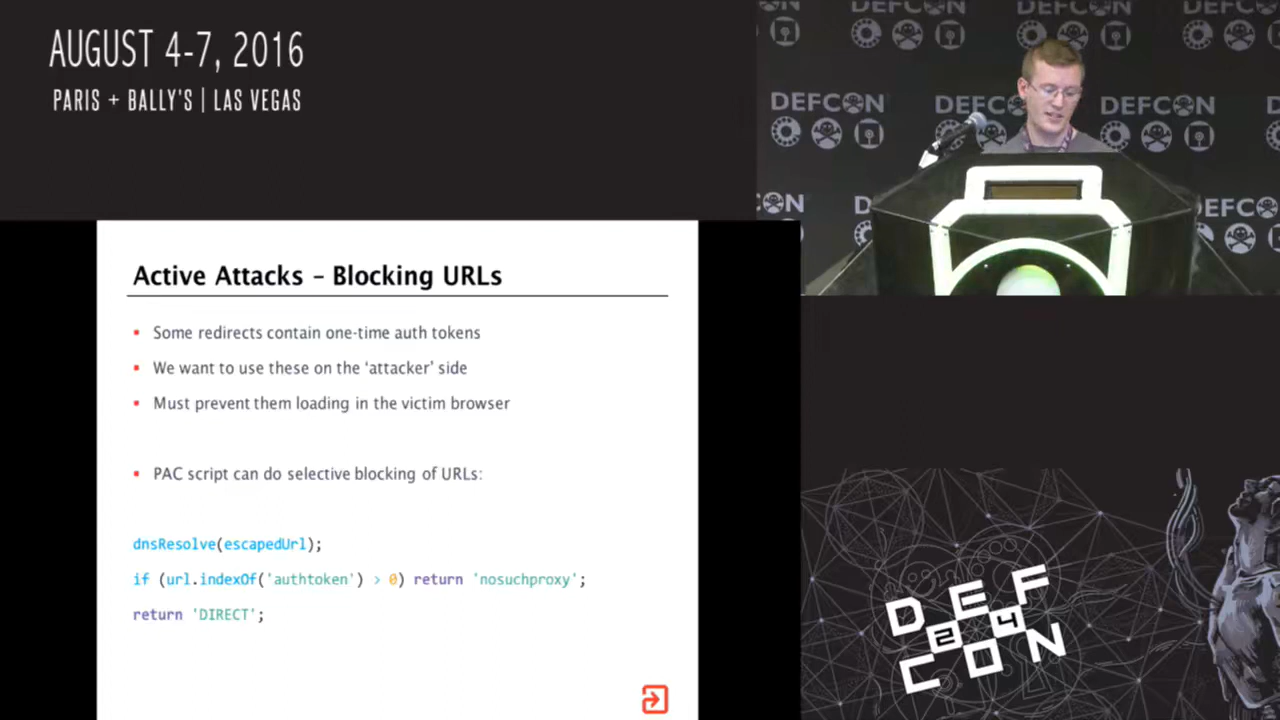 AUGUST 4-7, 2016
PARIS + BALLY'S | LAS VEGAS
DEFCON
DEFCON DEFCON DEFCON
Active Attacks – Blocking URLs
Some redirects contain one-time auth tokens
We want to use these on the ‘attacker’ side
Must prevent them loading in the victim browser
PAC script can do selective blocking of URLs:
dnsResolve(escapedUrl);
if (url.indexOf('authtoken') > 0) return 'nosuchproxy';
return 'DIRECT';
DEF
24
CON